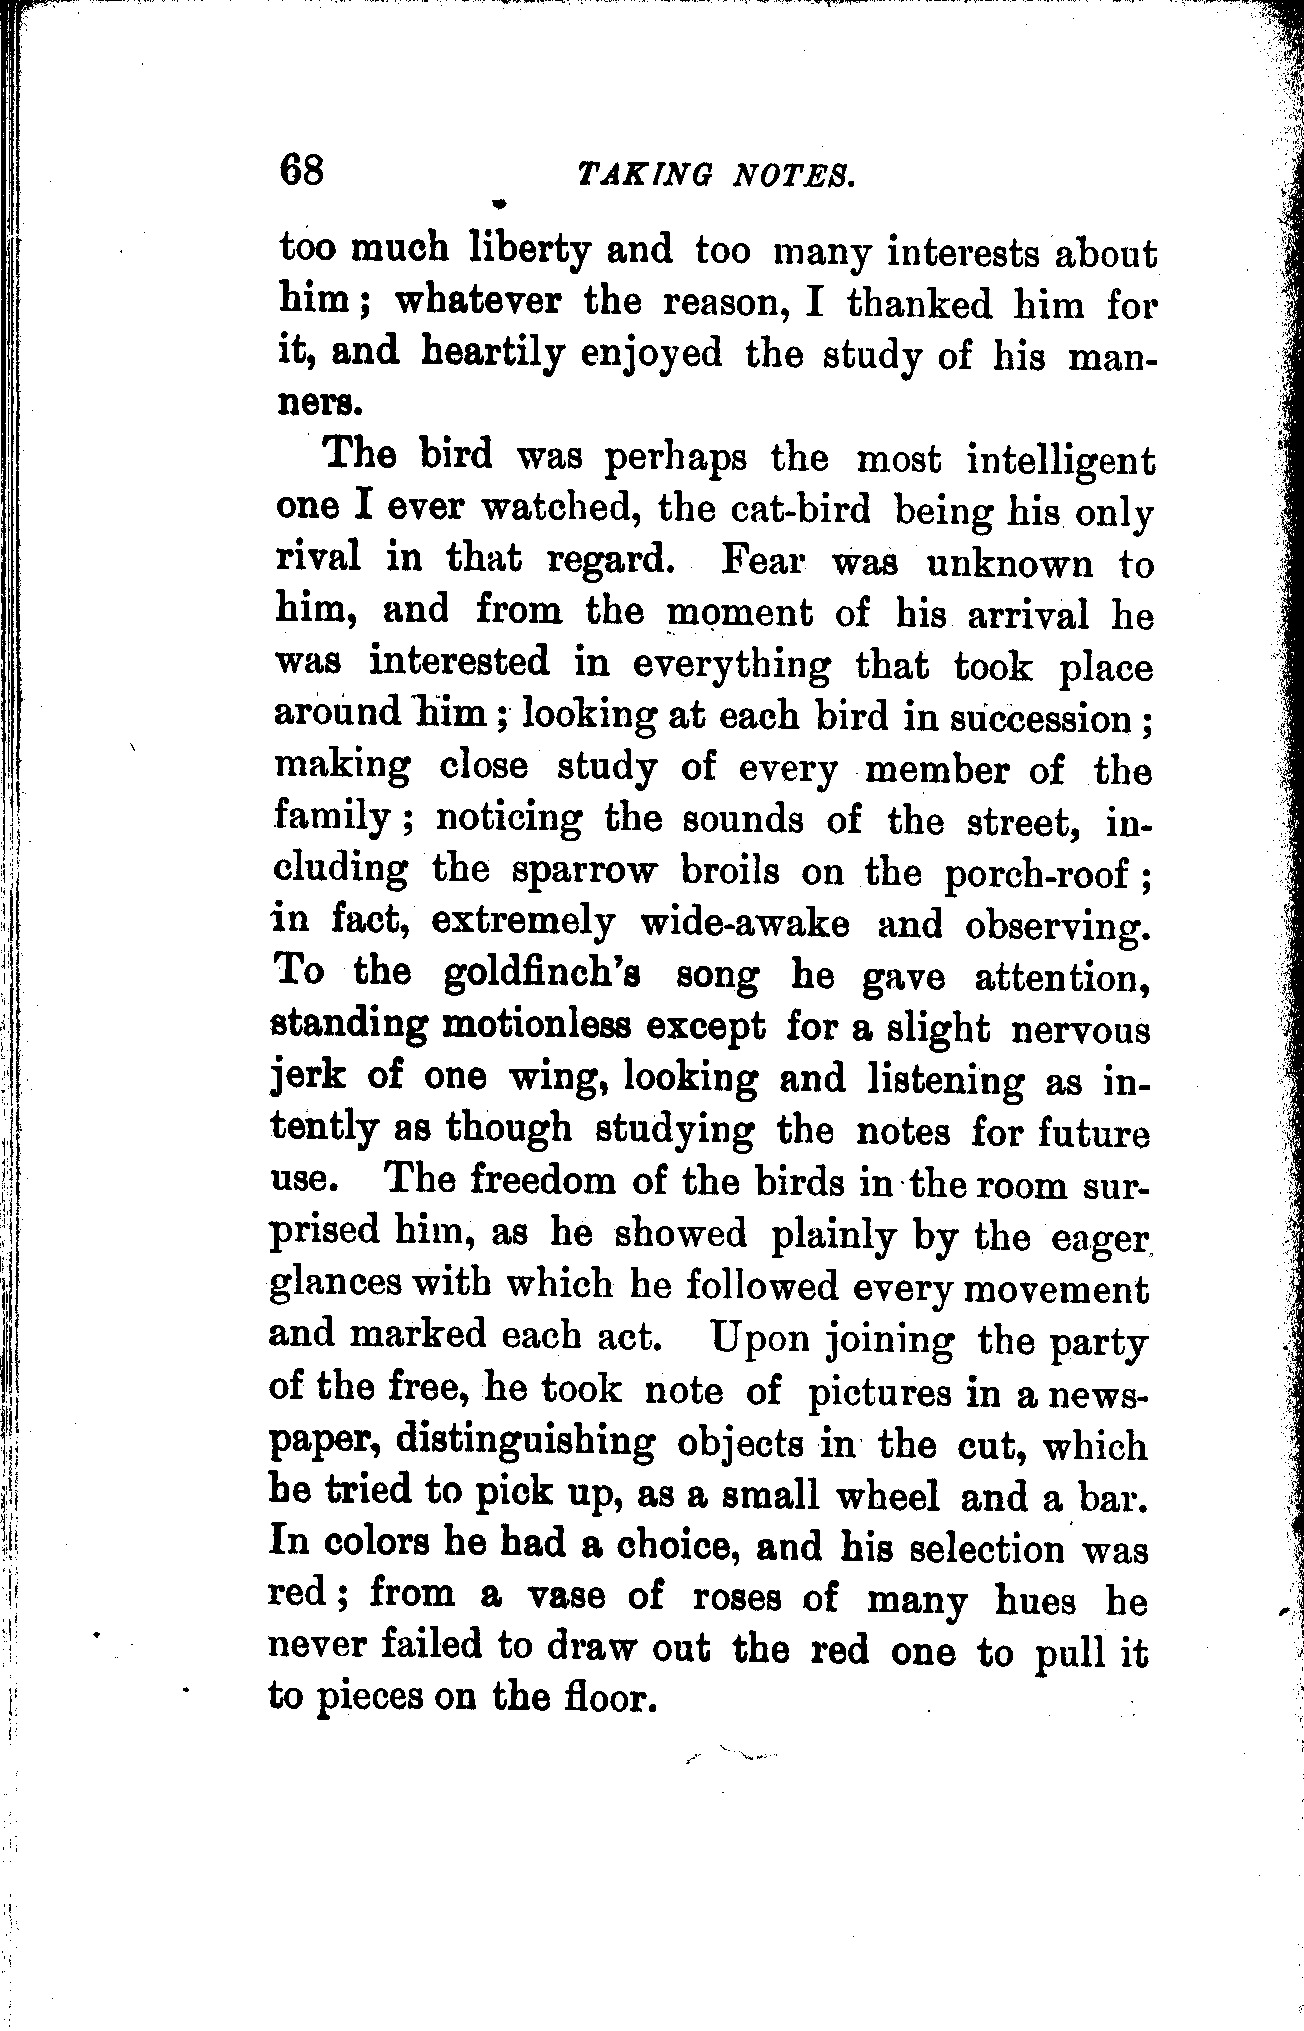 68 TAKING NOTES.
too much liberty and too many interests about
him; whatever the reason, I thanked him for
it, and heartily enjoyed the study of his man-
ners.
The bird was perhaps the most intelligent
one I ever watched, the cat-bird being his only
rival in that regard. Fear was unknown to
him, and from the moment of his arrival he
was interested in everything that took place
around him; looking at each bird in succession;
making close study of every member of the
family; noticing the sounds of the street, in-
cluding the sparrow broils on the porch-roof;
in fact, extremely wide-awake and observing.
To the goldfinch's song he gave attention,
standing motionless except for a slight nervous
jerk of one wing, looking and listening as in-
tently as though studying the notes for future
use. The freedom of the birds in the room sur-
prised him, as he showed plainly by the eager
glances with which he followed every movement
and marked each act. Upon joining the party
of the free, he took note of pictures in a news-
paper, distinguishing objects in the cut, which
he tried to pick up, as a small wheel and a bar.
In colors he had a choice, and his selection was
red; from a vase of roses of many hues he
never failed to draw out the red one to pull it
to pieces on the floor.